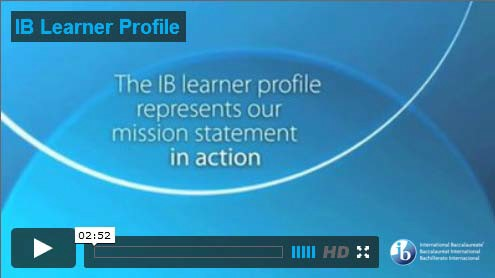 IB Learner Profile
The IB learner profile
represents our
mission statement
in action
02:52
HD
International Baccalaureate®
Baccalauréat International
Bachillerato Internacional